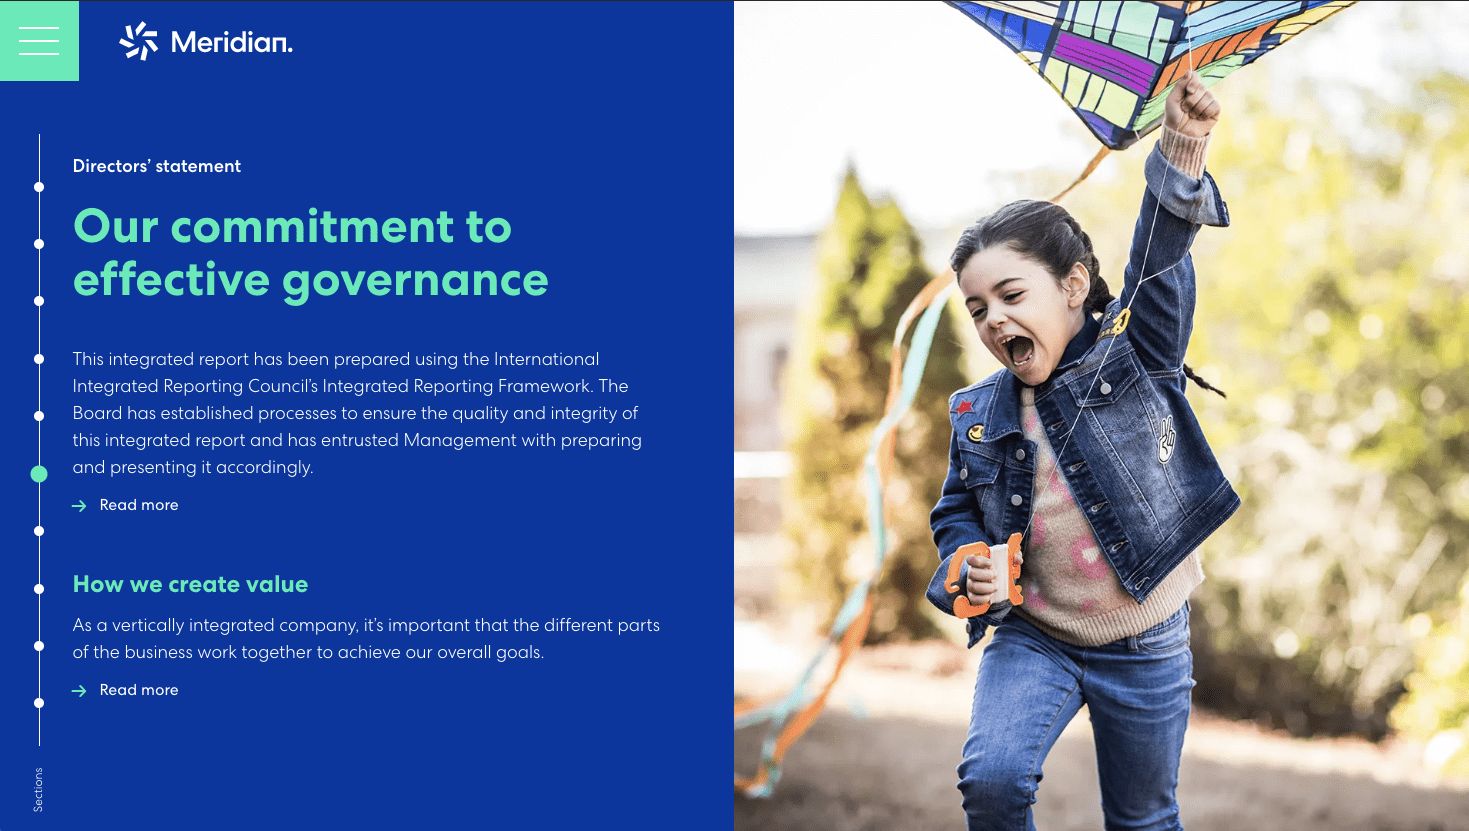 Meridian.
Directors’ statement
Our commitment to
effective governance
This integrated report has been prepared using the International
Integrated Reporting Council’s Integrated Reporting Framework. The
Board has established processes to ensure the quality and integrity of
this integrated report and has entrusted Management with preparing
and presenting it accordingly.
Read more
How we create value
As a vertically integrated company, it’s important that the different parts
of the business work together to achieve our overall goals.
Read more
Sections